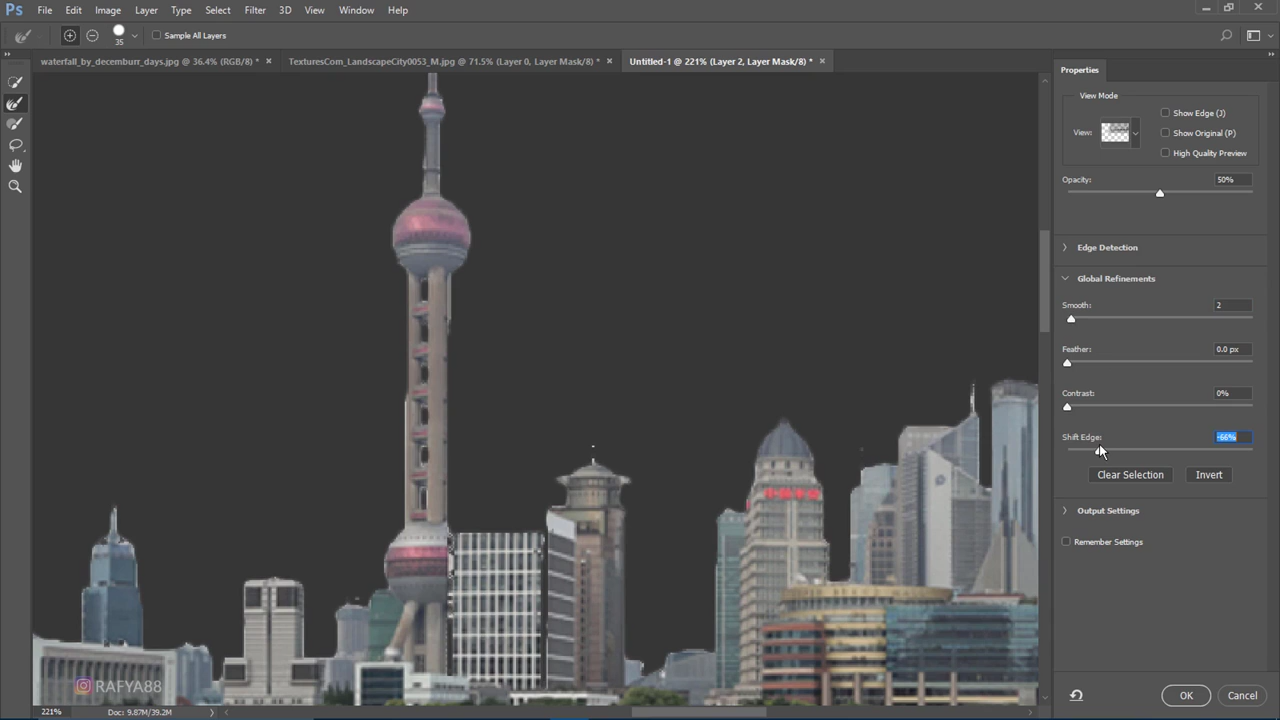 Ps File Edit Image Layer Type Select Filter 3D View Window Help
35 Sample All Layers
waterfall_by_decemburr_days.jpg @ 36.4% (RGB/8) * × TexturesCom_LandscapeCity0053_M.jpg @ 71.5% (Layer 0, Layer Mask/8) * × Untitled-1 @ 221% (Layer 2, Layer Mask/8) * ×
Properties
View Mode
Show Edge (J)
View: Show Original (P)
High Quality Preview
Opacity: 50%
Edge Detection
Global Refinements
Smooth: 2
Feather: 0.0 px
Contrast: 0%
Shift Edge: -66%
Clear Selection Invert
Output Settings
Remember Settings
RAFYA88
OK Cancel
221% Doc: 9.87M/39.2M